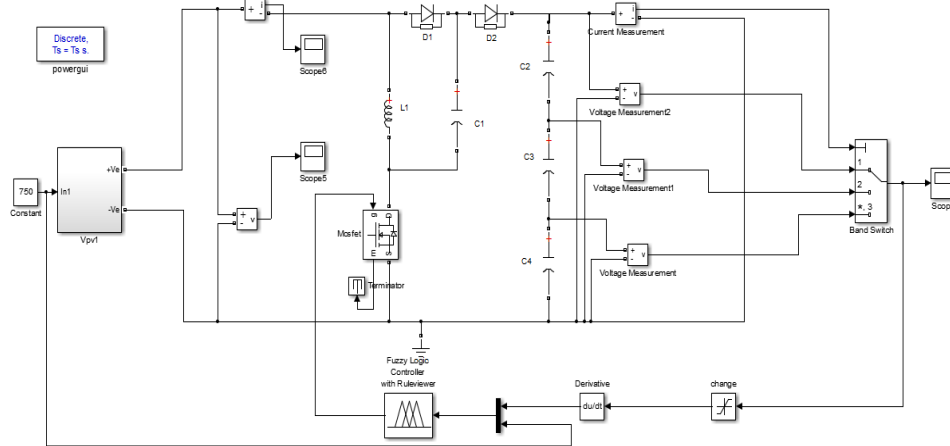 i
+
-
D1
D2
+
-
i
Current Measurement
Discrete,
Ts = Ts s.
powergui
Scope6
C2
L1
C1
+
-
v
Voltage Measurement2
Scope5
C3
+
-
v
Voltage Measurement1
1
2
*, 3
Band Switch
Scop
750
Constant
In1
+Ve
-Ve
Vpv1
+
-
v
g
D
Mosfet
m
S
C4
+
-
v
Voltage Measurement
Terminator
Fuzzy Logic
Controller
with Ruleviewer
Derivative
du/dt
change